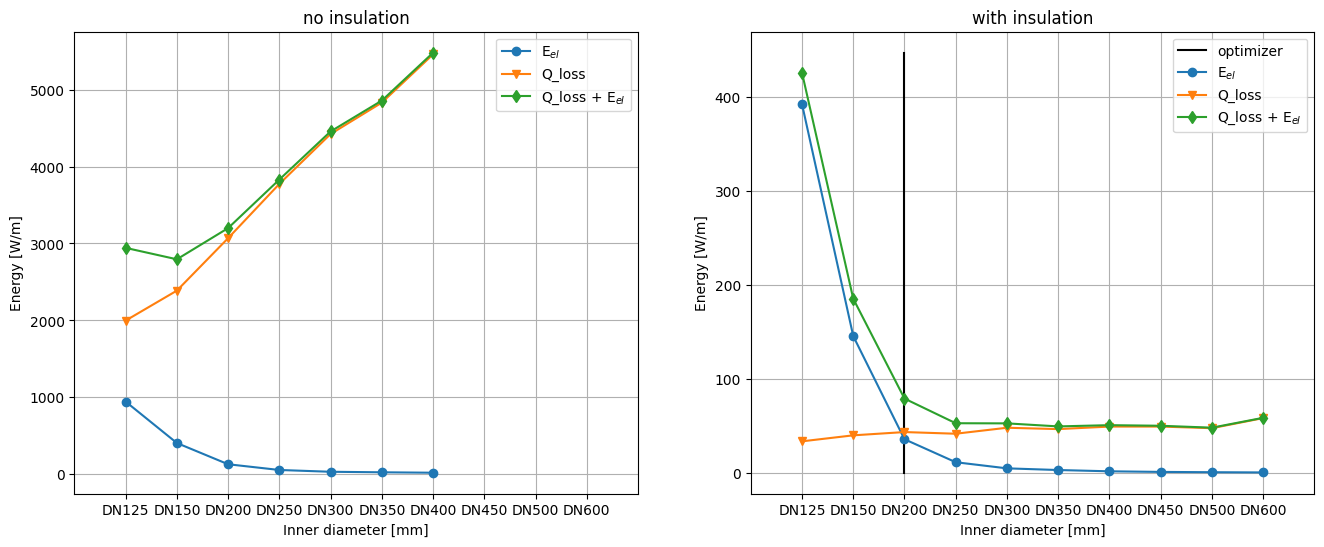 no insulation
E_el
Q_loss
Q_loss + E_el
Energy [W/m]
5000
4000
3000
2000
1000
0
DN125 DN150 DN200 DN250 DN300 DN350 DN400 DN450 DN500 DN600
Inner diameter [mm]
with insulation
optimizer
E_el
Q_loss
Q_loss + E_el
Energy [W/m]
400
300
200
100
0
DN125 DN150 DN200 DN250 DN300 DN350 DN400 DN450 DN500 DN600
Inner diameter [mm]